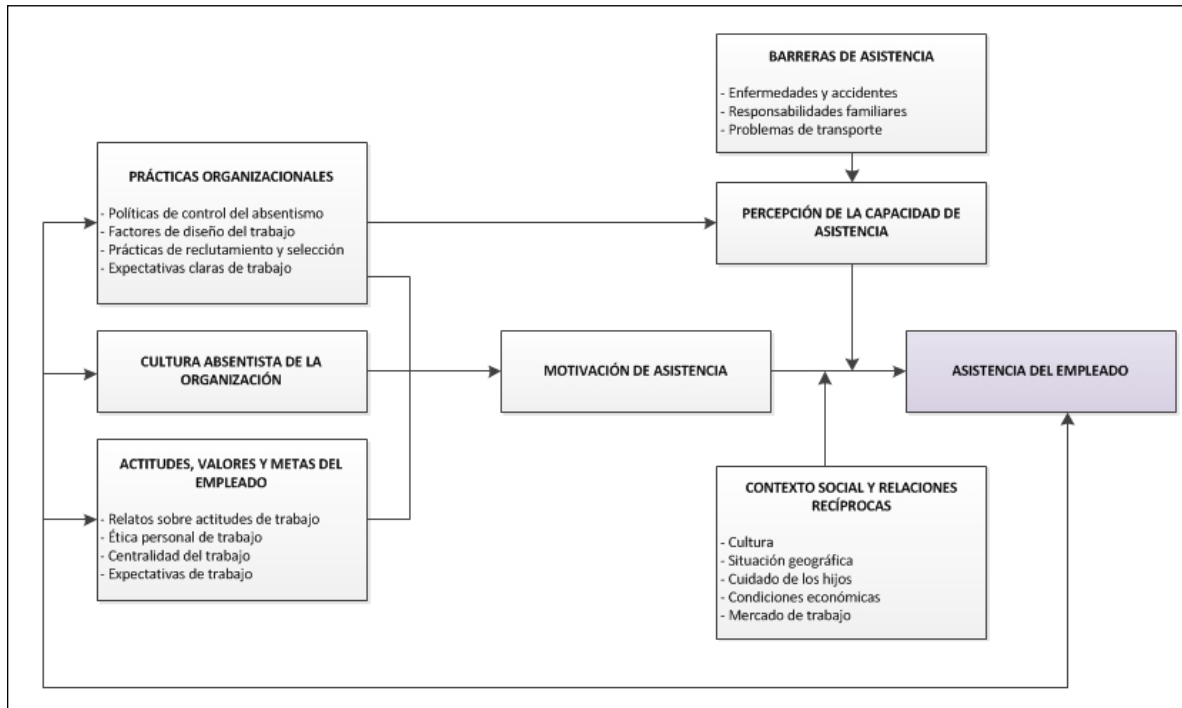 BARRERAS DE ASISTENCIA
- Enfermedades y accidentes
- Responsabilidades familiares
- Problemas de transporte
PRÁCTICAS ORGANIZACIONALES
- Políticas de control del absentismo
- Factores de diseño del trabajo
- Prácticas de reclutamiento y selección
- Expectativas claras de trabajo
PERCEPCIÓN DE LA CAPACIDAD DE
ASISTENCIA
CULTURA ABSENTISTA DE LA
ORGANIZACIÓN
MOTIVACIÓN DE ASISTENCIA
ASISTENCIA DEL EMPLEADO
ACTITUDES, VALORES Y METAS DEL
EMPLEADO
- Relatos sobre actitudes de trabajo
- Ética personal de trabajo
- Centralidad del trabajo
- Expectativas de trabajo
CONTEXTO SOCIAL Y RELACIONES
RECÍPROCAS
- Cultura
- Situación geográfica
- Cuidado de los hijos
- Condiciones económicas
- Mercado de trabajo